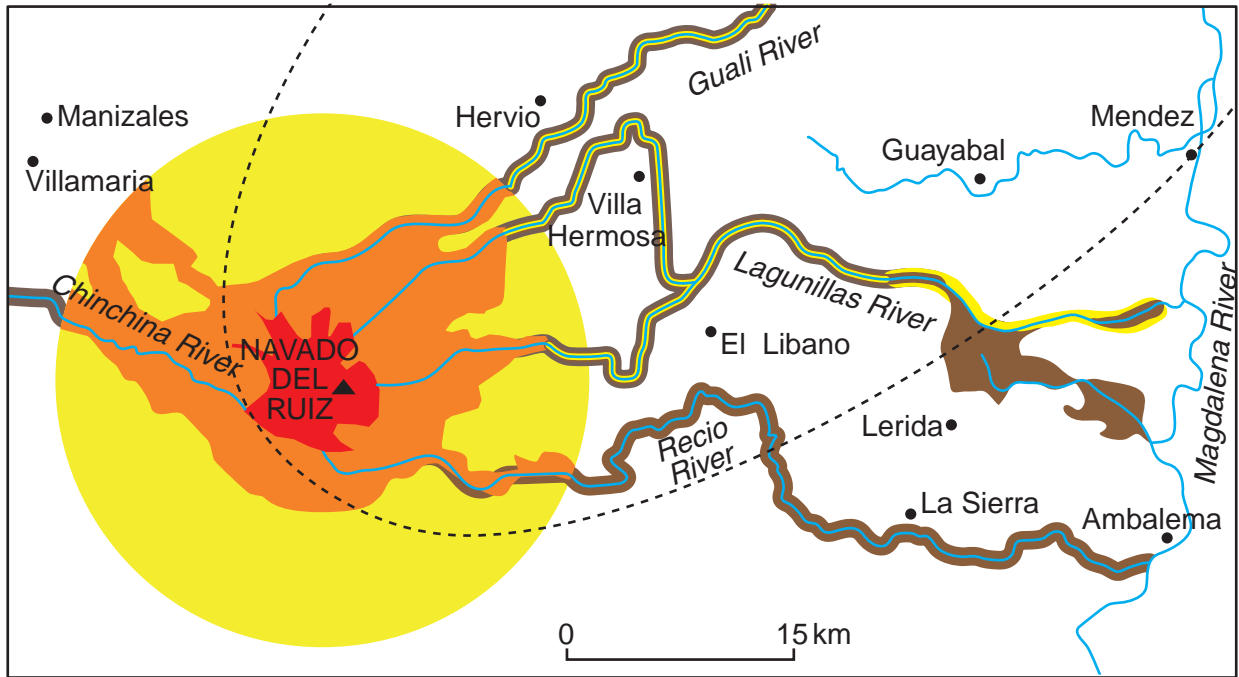 Guali River
Manizales
Hervio
Mendez
Guayabal
Villamaria
Villa
Hermosa
Lagunillas River
Chinchina River
NAVADO
DEL
RUIZ
El Libano
Magdalena River
Recio
River
Lerida
La Sierra
Ambalema
0 15 km